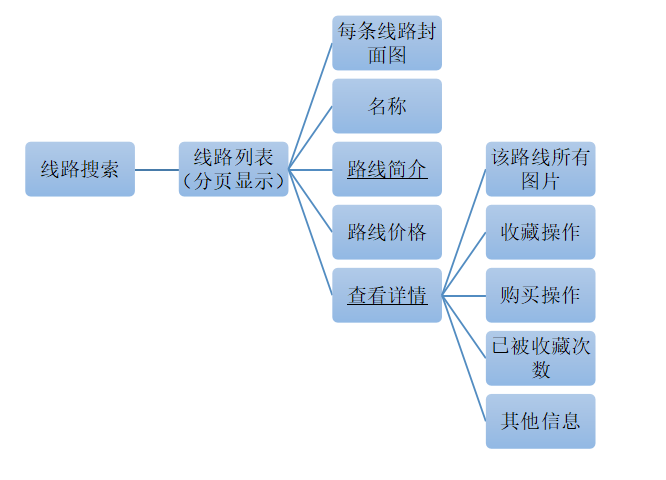 线路搜索
线路列表
（分页显示）
每条线路封
面图
名称
路线简介
路线价格
查看详情
该路线所有
图片
收藏操作
购买操作
已被收藏次
数
其他信息